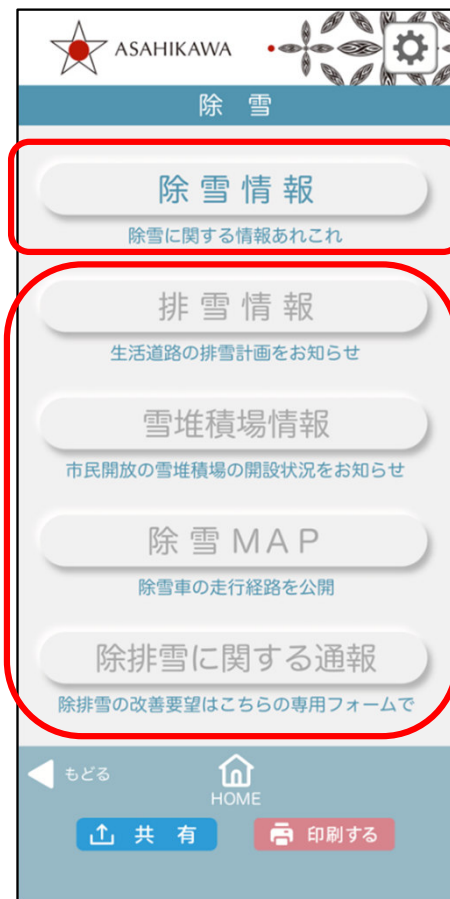 ASAHIKAWA
除雪
除雪情報
除雪に関する情報あれこれ
排雪情報
生活道路の排雪計画をお知らせ
雪堆積場情報
市民開放の雪堆積場の開設状況をお知らせ
除雪MAP
除雪車の走行経路を公開
除排雪に関する通報
除排雪の改善要望はこちらの専用フォームで
もどる
HOME
共有
印刷する